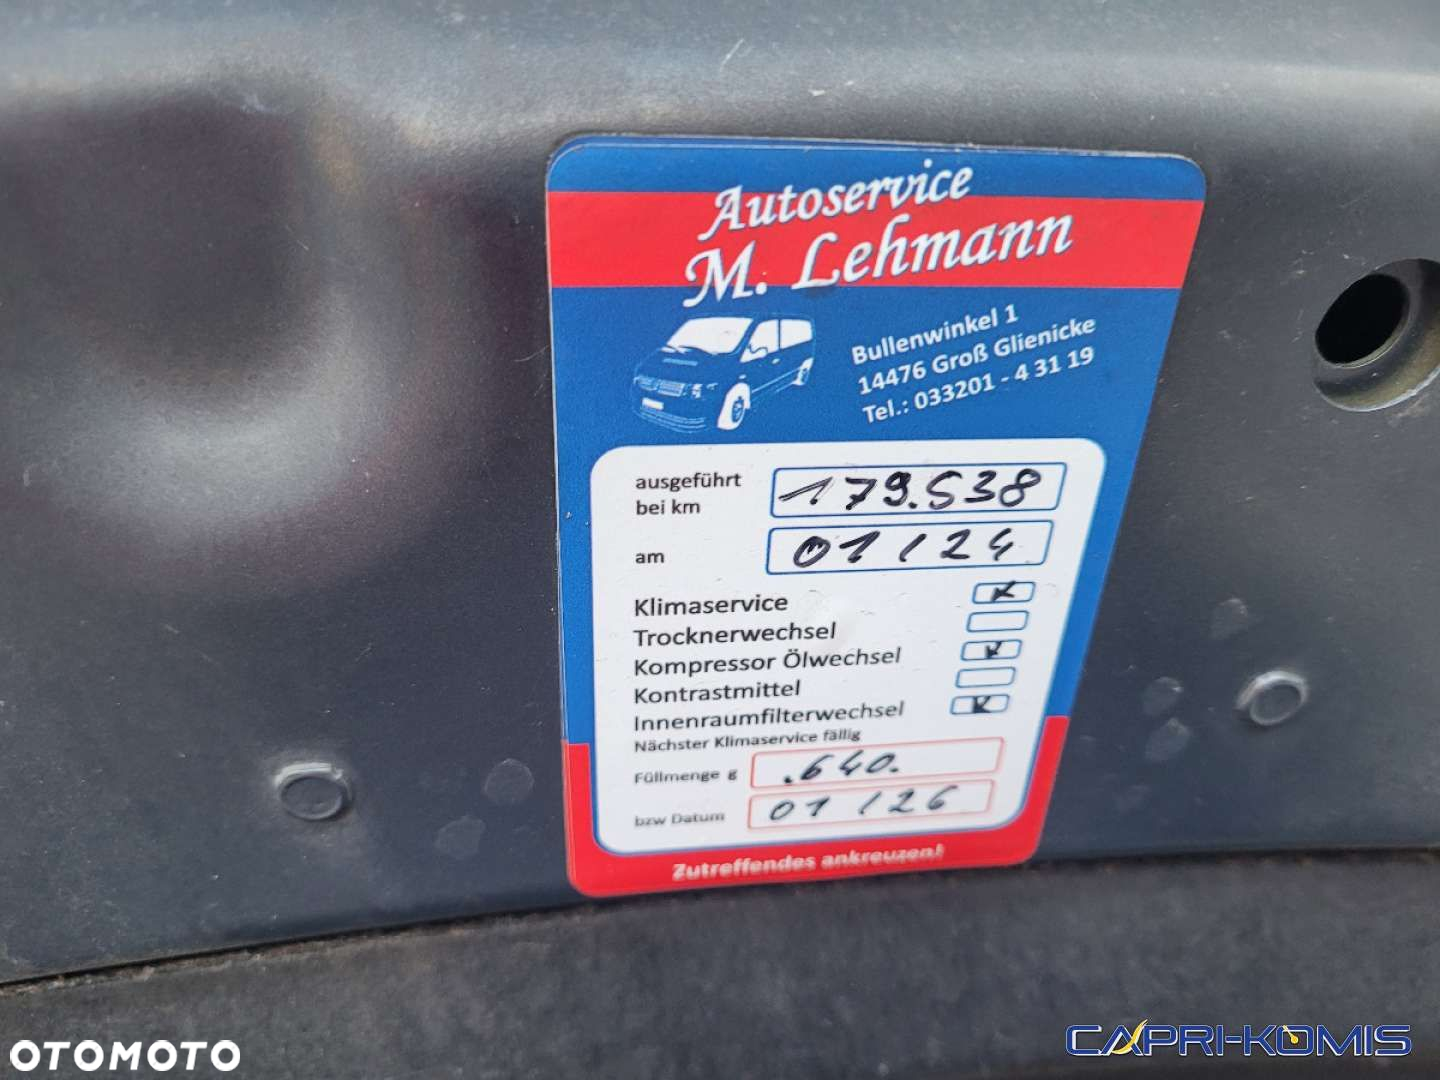 Autoservice
M. Lehmann
Bullenwinkel 1
14476 Groß Glienicke
Tel.: 033201 - 4 31 19
ausgeführt
bei km 179.538
am 01/24
Klimaservice
Trocknerwechsel
Kompressor Ölwechsel
Kontrastmittel
Innenraumfilterwechsel
Nächster Klimaservice fällig
Füllmenge g .640.
bzw Datum 01/26
Zutreffendes ankreuzen!
OTOMOTO
CAPRI-KOMIS